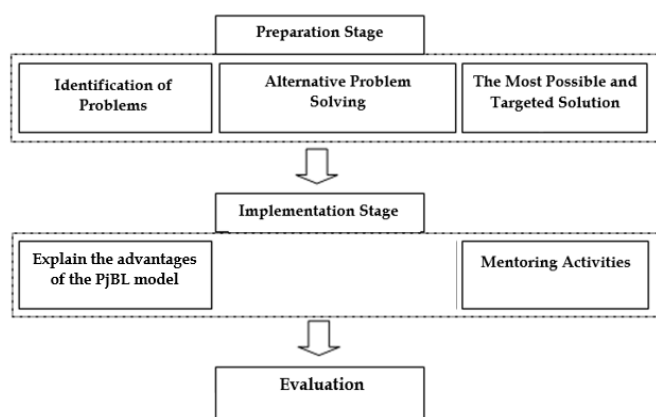 Preparation Stage
Identification of
Problems
Alternative Problem
Solving
The Most Possible and
Targeted Solution
Implementation Stage
Explain the advantages
of the PjBL model
Mentoring Activities
Evaluation